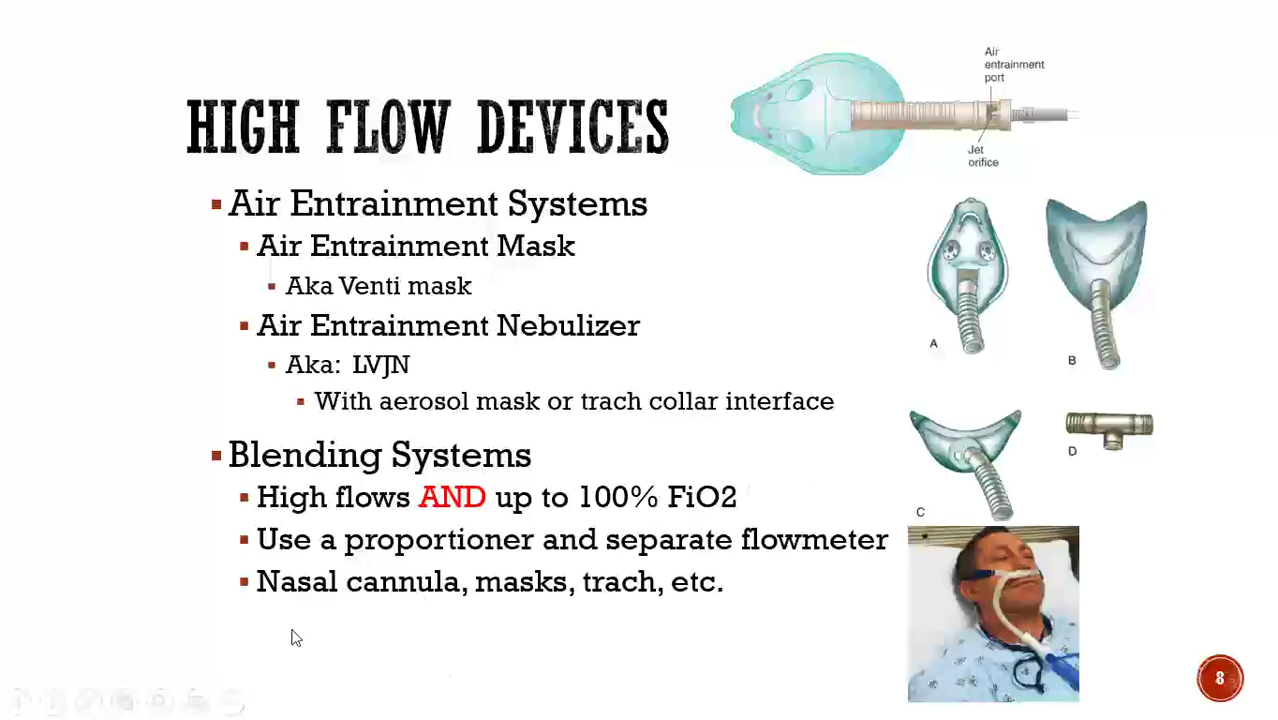 HIGH FLOW DEVICES
Air Entrainment Systems
Air Entrainment Mask
Aka Venti mask
Air Entrainment Nebulizer
Aka: LVJN
With aerosol mask or trach collar interface
Blending Systems
High flows AND up to 100% FiO2
Use a proportioner and separate flowmeter
Nasal cannula, masks, trach, etc.
Air
entrainment
port
Jet
orifice
A
B
C
D
8